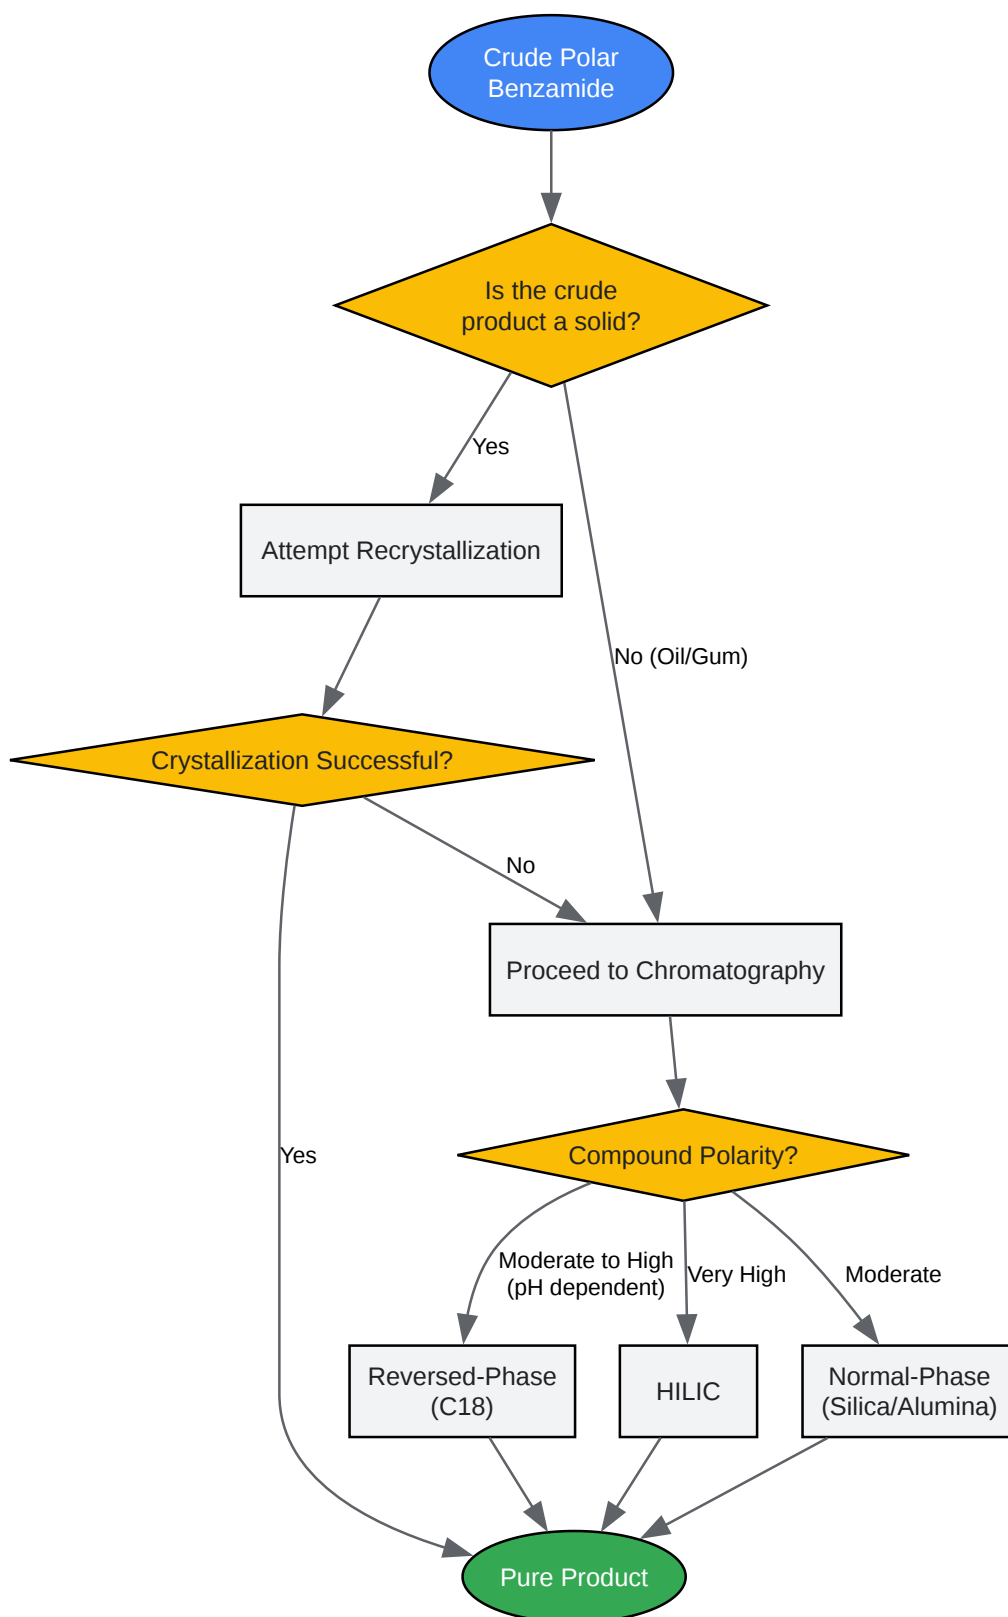 Crude Polar
Benzamide
Is the crude
product a solid?
Yes
Attempt Recrystallization
No (Oil/Gum)
Crystallization Successful?
No
Proceed to Chromatography
Yes
Compound Polarity?
Moderate to High
(pH dependent)
Very High
Moderate
Reversed-Phase
(C18)
HILIC
Normal-Phase
(Silica/Alumina)
Pure Product